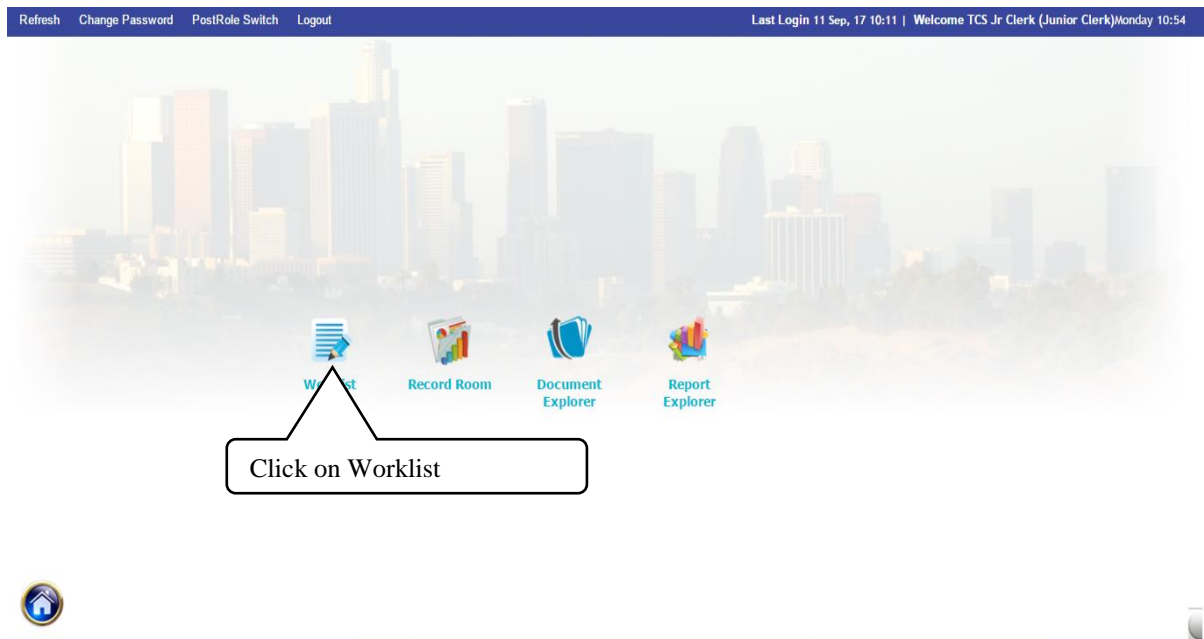 Refresh Change Password PostRole Switch Logout Last Login 11 Sep, 17 10:11 | Welcome TCS Jr Clerk (Junior Clerk)Monday 10:54
Worklist Record Room Document Explorer Report Explorer
Click on Worklist